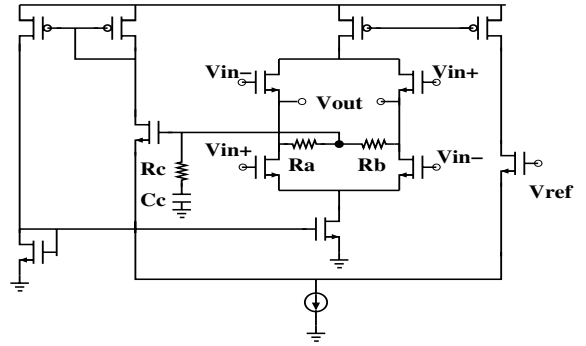 Vin− Vin+
Vout
Vin+ Ra Rb Vin−
Rc
Cc
Vref